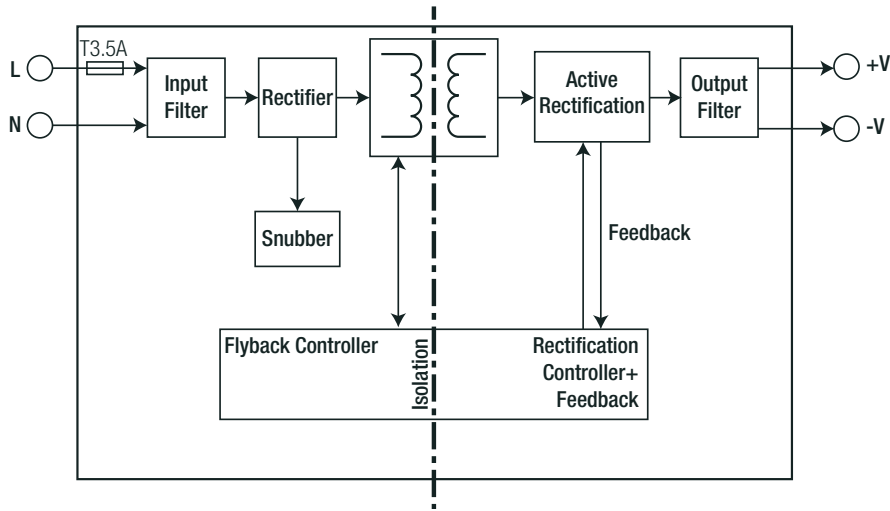 T3.5A
L
N
Input
Filter
Rectifier
Snubber
Active
Rectification
Output
Filter
+V
-V
Feedback
Flyback Controller
Isolation
Rectification
Controller+
Feedback